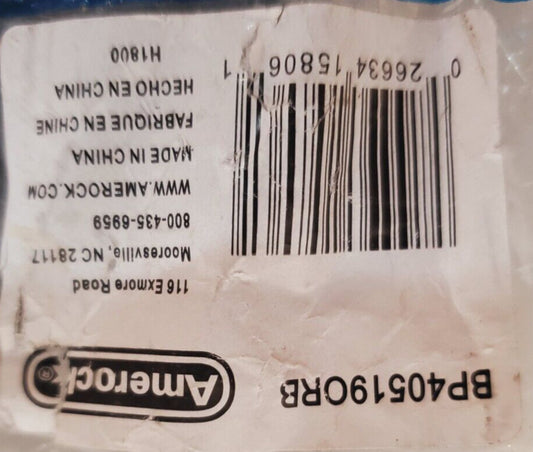 BP40519ORB
Amerock®
116 Exmore Road
Mooresville, NC 28117
800-435-6959
WWW.AMEROCK.COM
MADE IN CHINA
FABRIQUE EN CHINE
HECHO EN CHINA
H1800
0 26634 15806 1